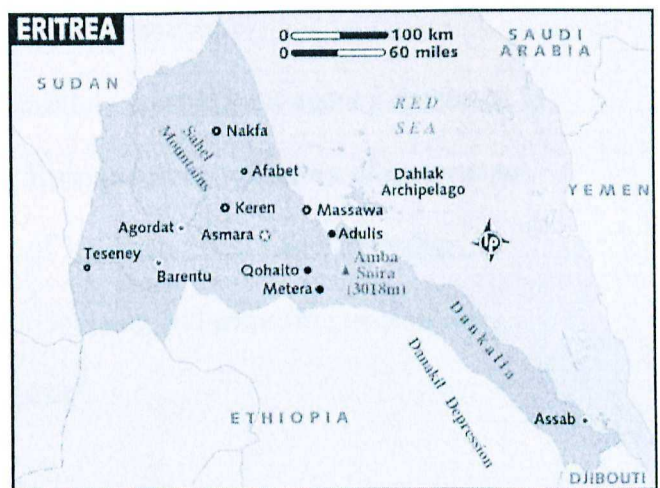 ERITREA
0 100 km
0 60 miles
SAUDI
ARABIA
SUDAN
RED
SEA
Nakfa
Sahel
Mountains
Afabet
Dahlak
Archipelago
YEMEN
Keren
Massawa
Agordat
Asmara
Adulis
Teseney
Barentu
Qohaito
Amba
Soira
(3018m)
Metera
Dankalia
Danakil Depression
ETHIOPIA
Assab
DJIBOUTI